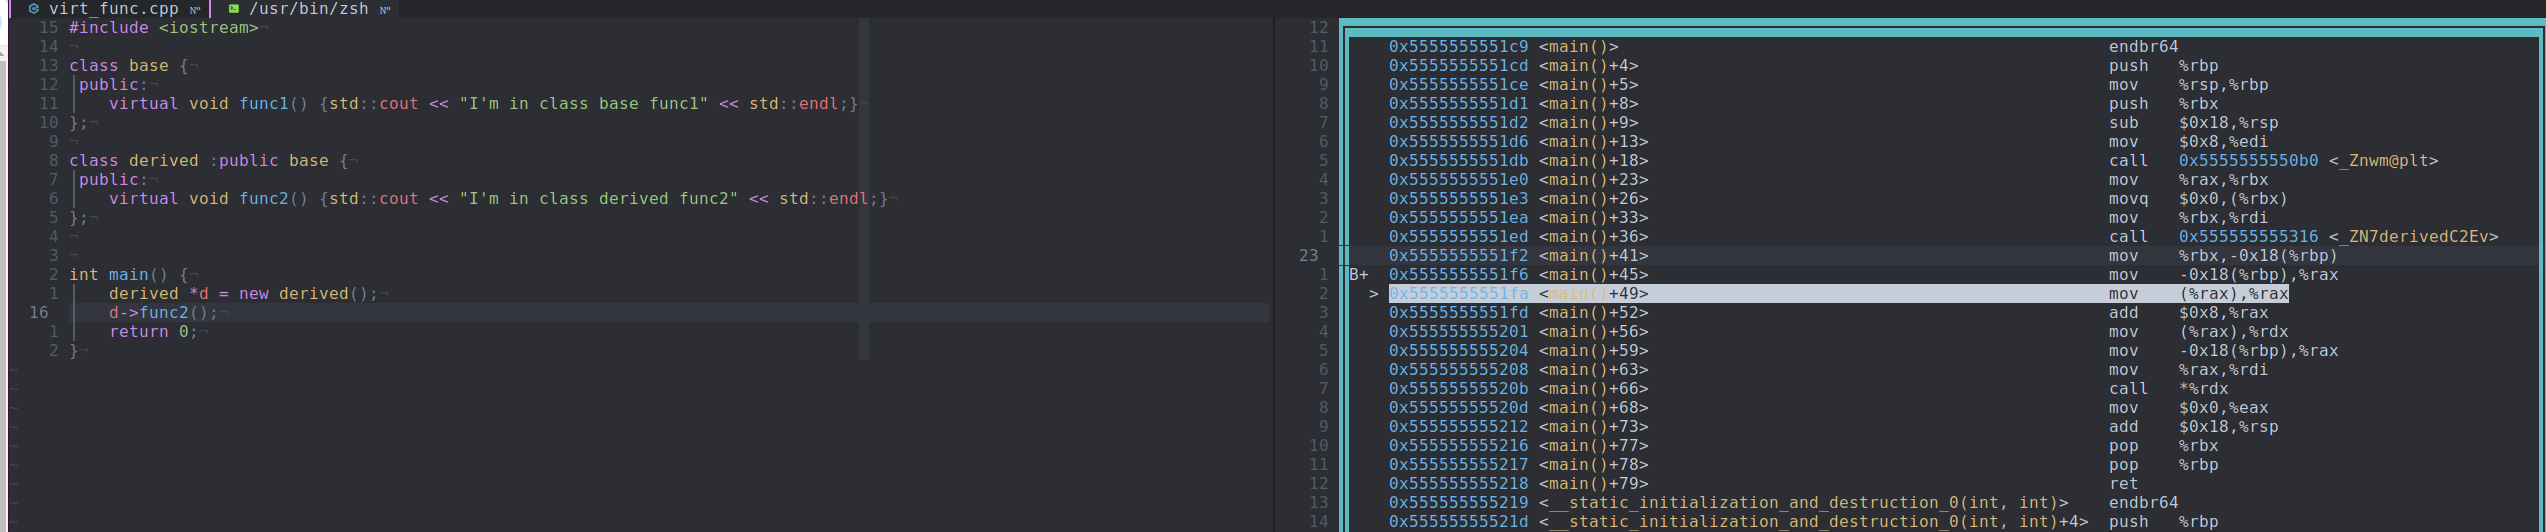 virt_func.cpp N" /usr/bin/zsh N"
15 #include <iostream>¬
14 ¬
13 class base {¬
12 public:¬
11 virtual void func1() {std::cout << "I'm in class base func1" << std::endl;}¬
10 };¬
9 ¬
8 class derived :public base {¬
7 public:¬
6 virtual void func2() {std::cout << "I'm in class derived func2" << std::endl;}¬
5 };¬
4 ¬
3 ¬
2 int main() {¬
1 derived *d = new derived();¬
16 d->func2();¬
1 return 0;¬
2 }¬
~
~
~
~
~
~
~
~
~
12
11 0x5555555551c9 <main()> endbr64
10 0x5555555551cd <main()+4> push %rbp
9 0x5555555551ce <main()+5> mov %rsp,%rbp
8 0x5555555551d1 <main()+8> push %rbx
7 0x5555555551d2 <main()+9> sub $0x18,%rsp
6 0x5555555551d6 <main()+13> mov $0x8,%edi
5 0x5555555551db <main()+18> call 0x5555555550b0 <_Znwm@plt>
4 0x5555555551e0 <main()+23> mov %rax,%rbx
3 0x5555555551e3 <main()+26> movq $0x0,(%rbx)
2 0x5555555551ea <main()+33> mov %rbx,%rdi
1 0x5555555551ed <main()+36> call 0x555555555316 <_ZN7derivedC2Ev>
23 0x5555555551f2 <main()+41> mov %rbx,-0x18(%rbp)
1 B+ 0x5555555551f6 <main()+45> mov -0x18(%rbp),%rax
2 > 0x5555555551fa <main()+49> mov (%rax),%rax
3 0x5555555551fd <main()+52> add $0x8,%rax
4 0x555555555201 <main()+56> mov (%rax),%rdx
5 0x555555555204 <main()+59> mov -0x18(%rbp),%rax
6 0x555555555208 <main()+63> mov %rax,%rdi
7 0x55555555520b <main()+66> call *%rdx
8 0x55555555520d <main()+68> mov $0x0,%eax
9 0x555555555212 <main()+73> add $0x18,%rsp
10 0x555555555216 <main()+77> pop %rbx
11 0x555555555217 <main()+78> pop %rbp
12 0x555555555218 <main()+79> ret
13 0x555555555219 <__static_initialization_and_destruction_0(int, int)> endbr64
14 0x55555555521d <__static_initialization_and_destruction_0(int, int)+4> push %rbp